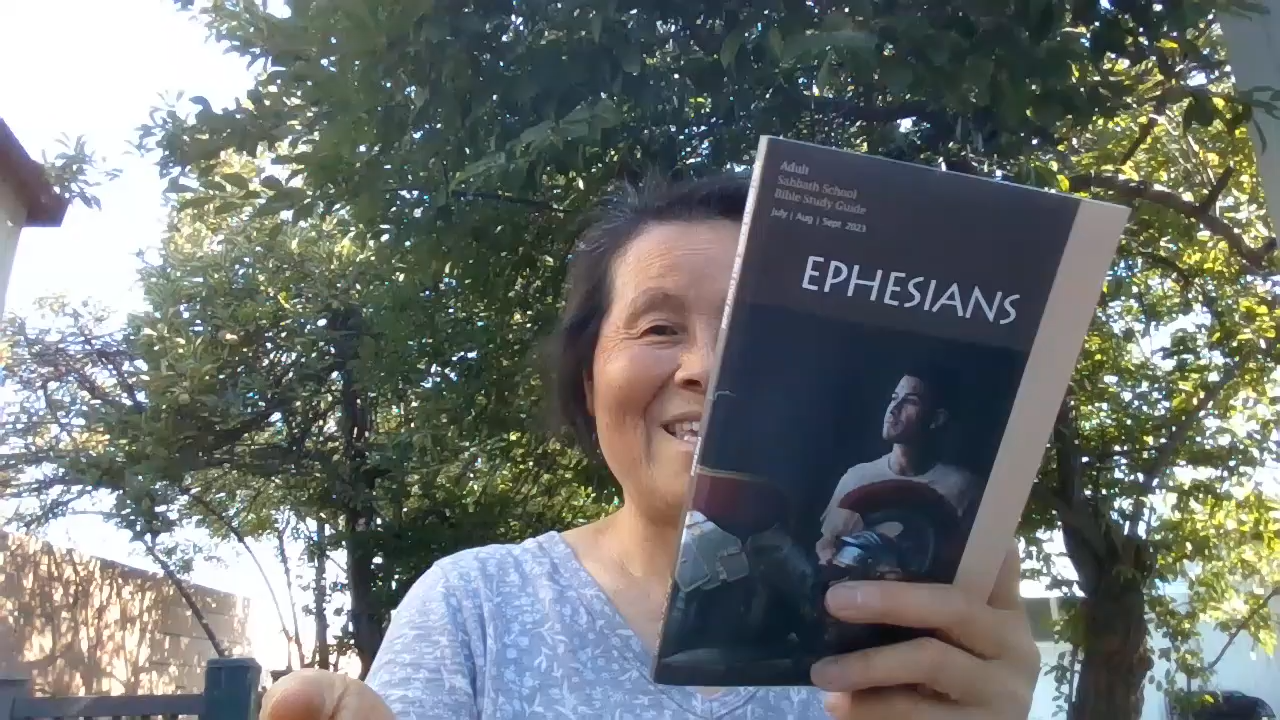 Adult
Sabbath School
Bible Study Guide
July | Aug | Sept 2023
EPHESIANS